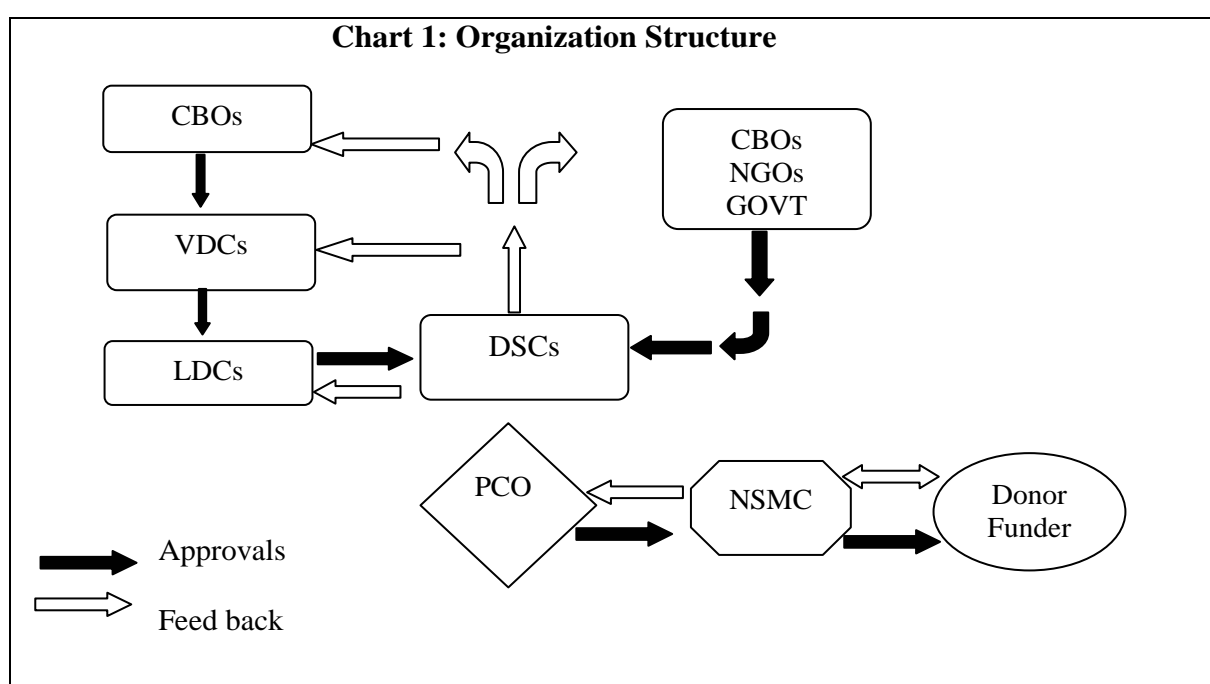 Chart 1: Organization Structure
CBOs
CBOs
NGOs
GOVT
VDCs
LDCs
DSCs
PCO
NSMC
Donor
Funder
Approvals
Feed back